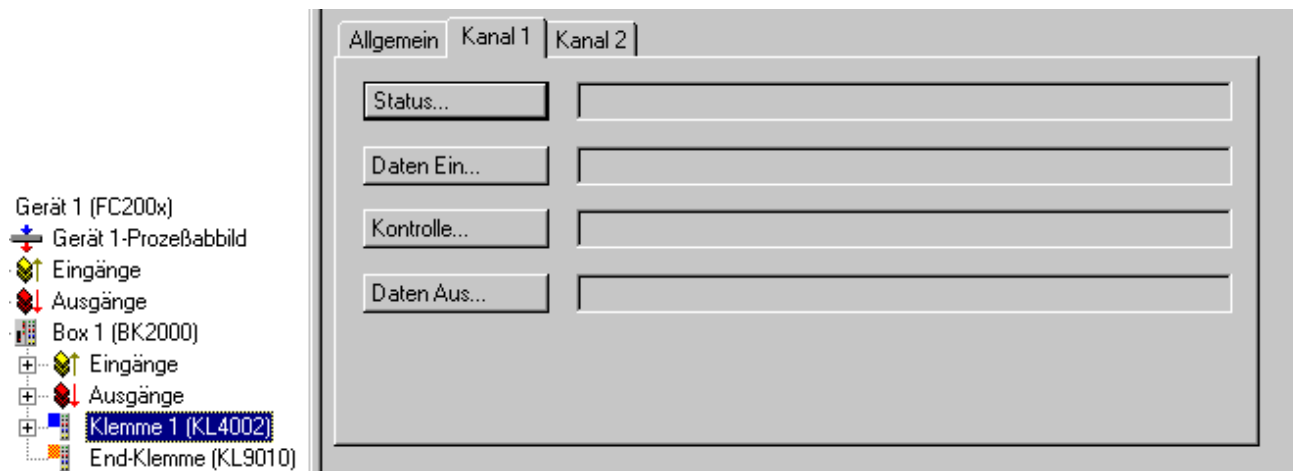 Gerät 1 (FC200x)
Gerät 1-Prozeßabbild
Eingänge
Ausgänge
Box 1 (BK2000)
Eingänge
Ausgänge
Klemme 1 (KL4002)
End-Klemme (KL9010)
Allgemein Kanal 1 Kanal 2
Status...
Daten Ein...
Kontrolle...
Daten Aus...